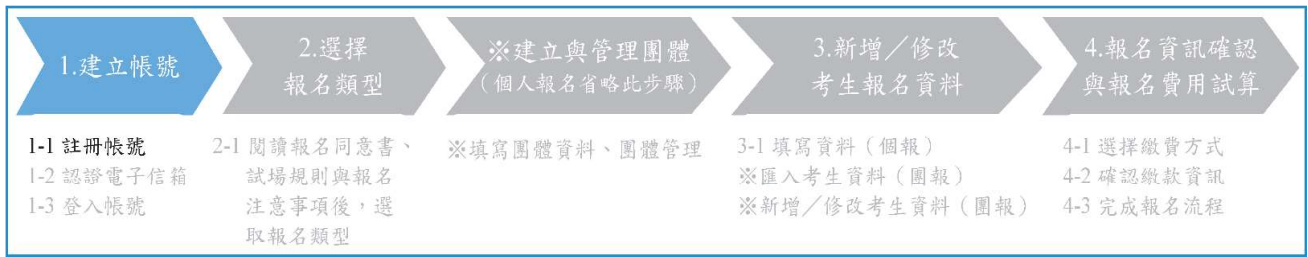 1.建立帳號
2.選擇
報名類型
※建立與管理團體
（個人報名省略此步驟）
3.新增／修改
考生報名資料
4.報名資訊確認
與報名費用試算
1-1 註冊帳號
1-2 認證電子信箱
1-3 登入帳號
2-1 閱讀報名同意書、
試場規則與報名
注意事項後，選
取報名類型
※填寫團體資料、團體管理
3-1 填寫資料（個報）
※匯入考生資料（團報）
※新增／修改考生資料（團報）
4-1 選擇繳費方式
4-2 確認繳款資訊
4-3 完成報名流程